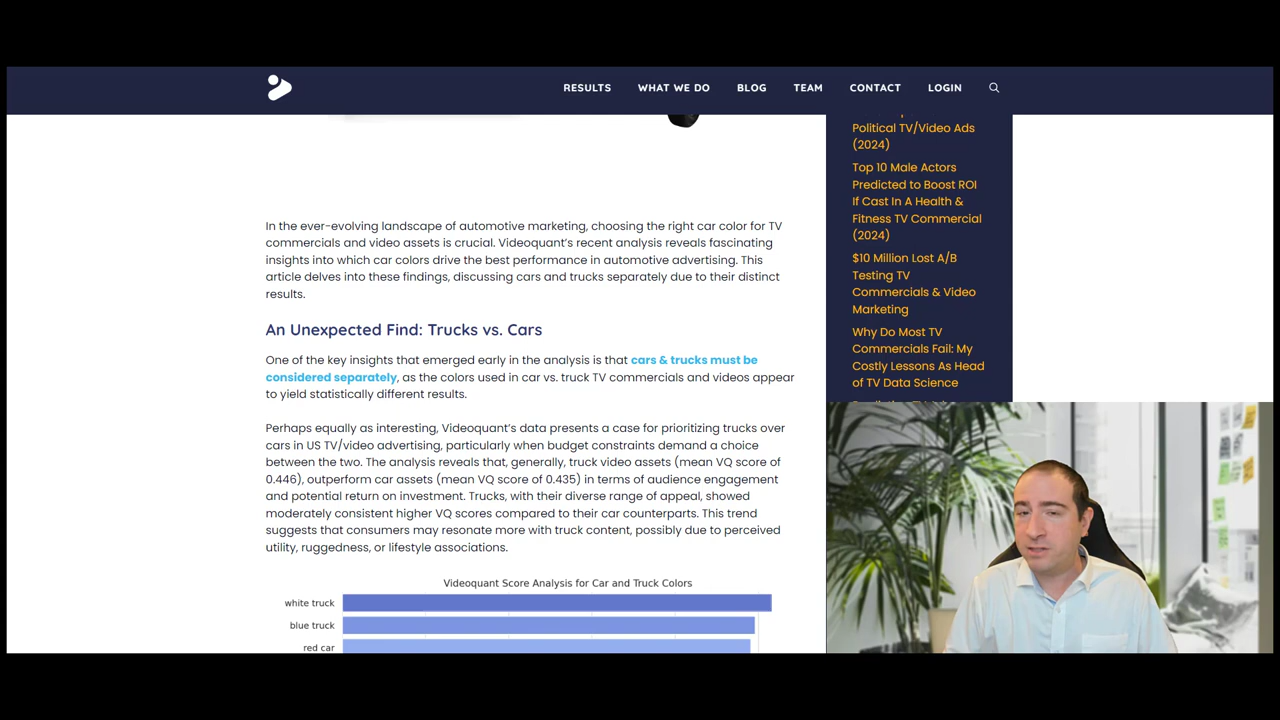 RESULTS WHAT WE DO BLOG TEAM CONTACT LOGIN
In the ever-evolving landscape of automotive marketing, choosing the right car color for TV
commercials and video assets is crucial. Videoquant's recent analysis reveals fascinating
insights into which car colors drive the best performance in automotive advertising. This
article delves into these findings, discussing cars and trucks separately due to their distinct
results.
An Unexpected Find: Trucks vs. Cars
One of the key insights that emerged early in the analysis is that cars & trucks must be
considered separately, as the colors used in car vs. truck TV commercials and videos appear
to yield statistically different results.
Perhaps equally as interesting, Videoquant's data presents a case for prioritizing trucks over
cars in US TV/video advertising, particularly when budget constraints demand a choice
between the two. The analysis reveals that, generally, truck video assets (mean VQ score of
0.446), outperform car assets (mean VQ score of 0.435) in terms of audience engagement
and potential return on investment. Trucks, with their diverse range of appeal, showed
moderately consistent higher VQ scores compared to their car counterparts. This trend
suggests that consumers may resonate more with truck content, possibly due to perceived
utility, ruggedness, or lifestyle associations.
Videoquant Score Analysis for Car and Truck Colors
white truck
blue truck
red car
Political TV/Video Ads
(2024)
Top 10 Male Actors
Predicted to Boost ROI
If Cast In A Health &
Fitness TV Commercial
(2024)
$10 Million Lost A/B
Testing TV
Commercials & Video
Marketing
Why Do Most TV
Commercials Fail: My
Costly Lessons As Head
of TV Data Science